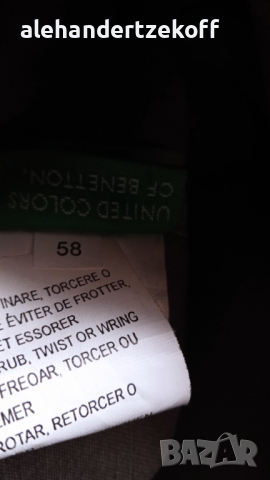 alehandertzekoff
UNITED COLORS
OF BENETTON.
58
INARE, TORCERE O
E ÉVITER DE FROTTER,
ET ESSORER
RUB, TWIST OR WRING
FREOAR, TORCER OU
MER
ROTAR, RETORCER O
BAZAR